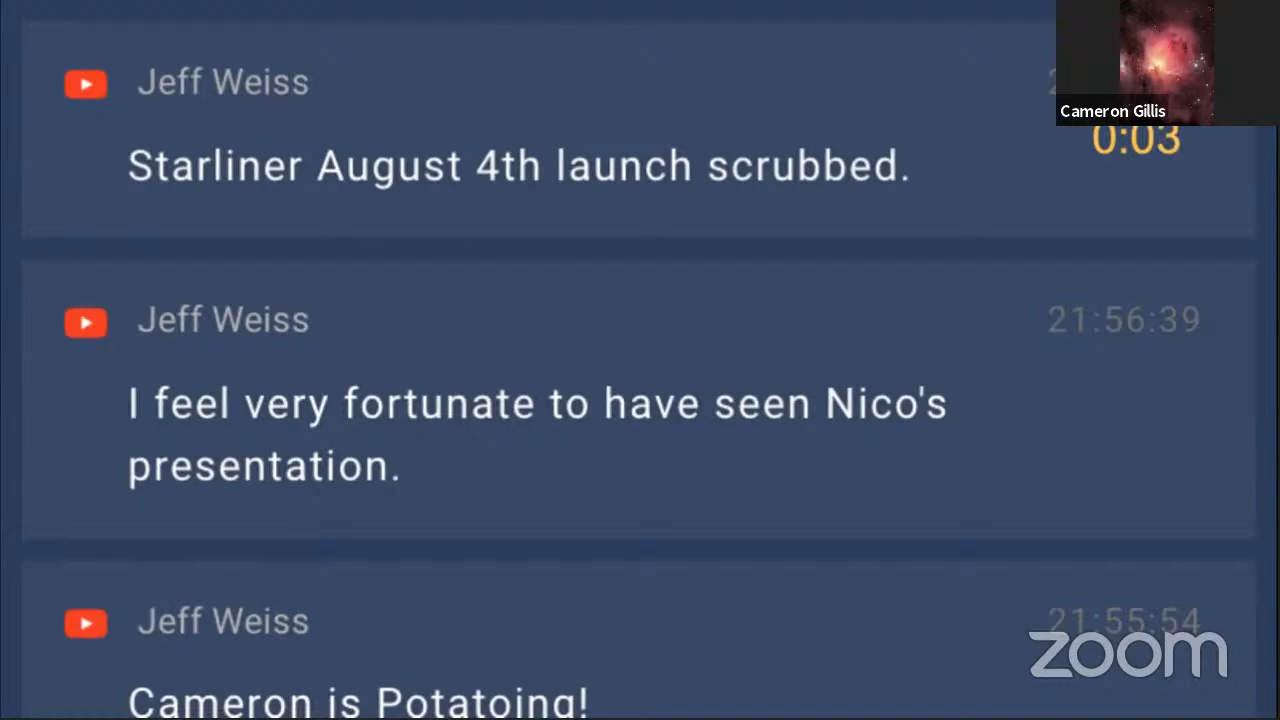 Jeff Weiss
Cameron Gillis
0:03
Starliner August 4th launch scrubbed.
Jeff Weiss 21:56:39
I feel very fortunate to have seen Nico's
presentation.
Jeff Weiss 21:55:54
zoom
Cameron is Potatoing!